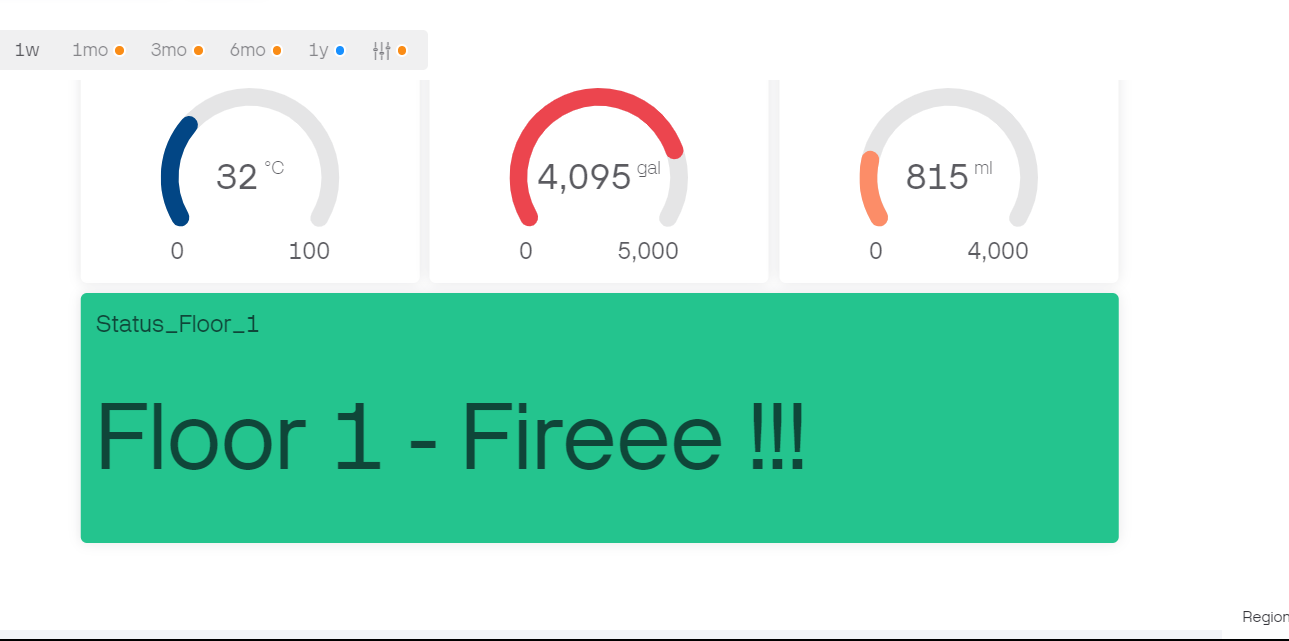 1w 1mo 3mo 6mo 1y
32 °C 4,095 gal 815 ml
0 100 0 5,000 0 4,000
Status_Floor_1
Floor 1 - Fireee !!!
Region